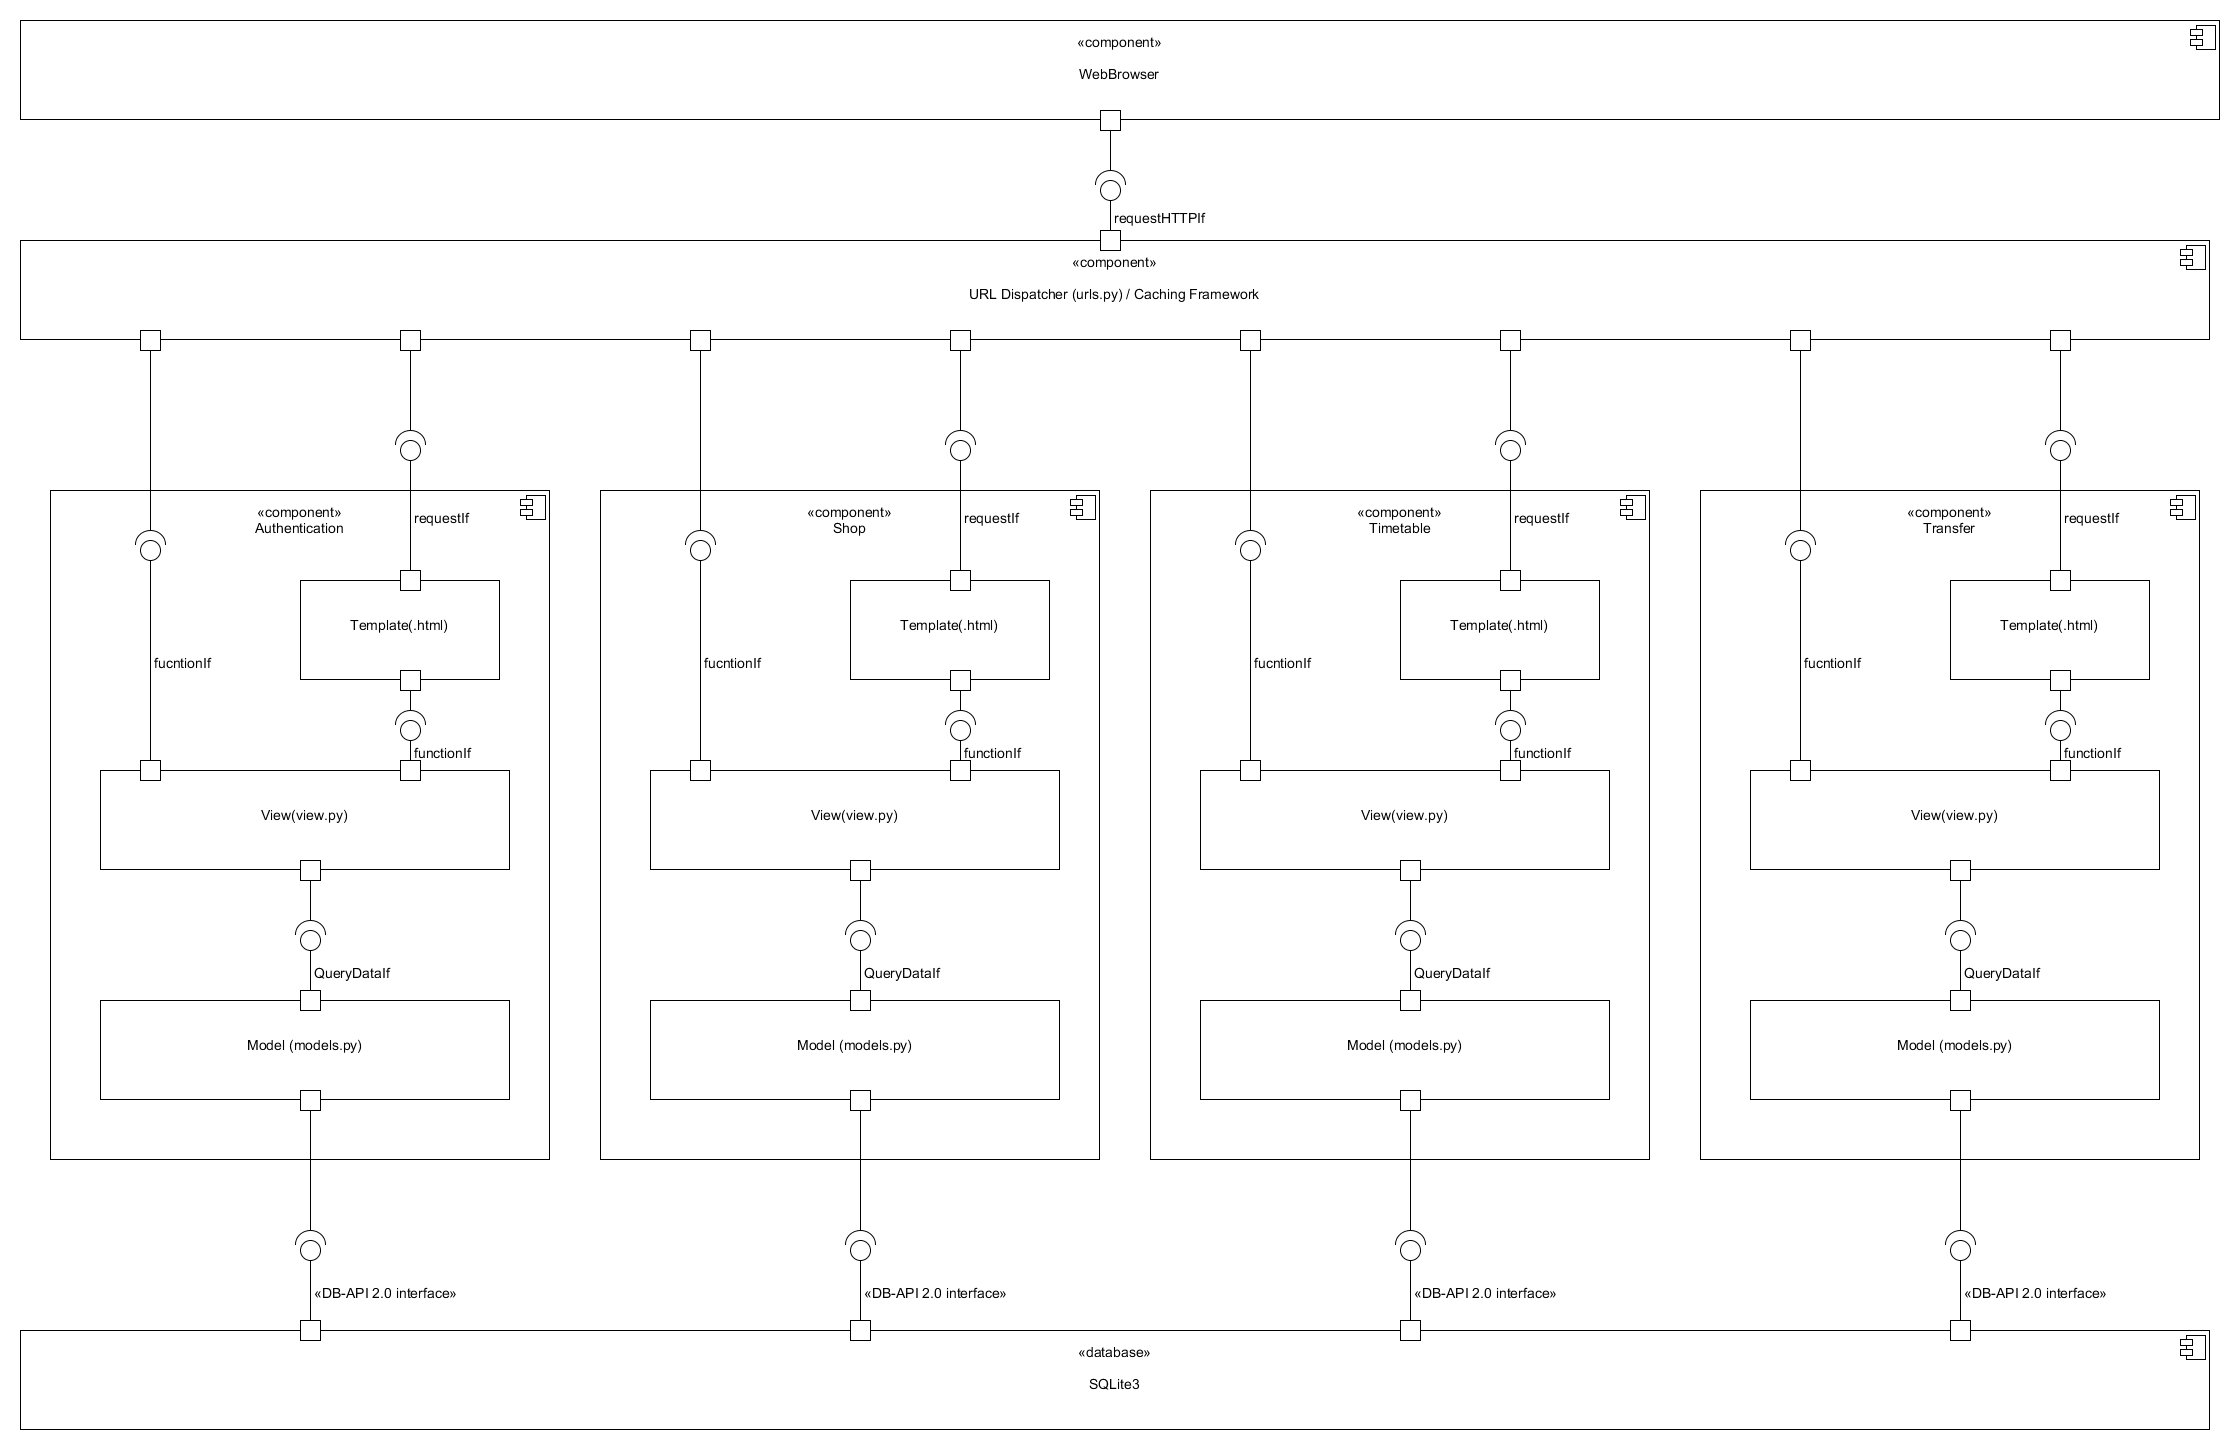 «component»
WebBrowser
requestHTTPIf
«component»
URL Dispatcher (urls.py) / Caching Framework
«component»
Authentication
requestIf
Template(.html)
fucntionIf
functionIf
View(view.py)
QueryDataIf
Model (models.py)
«DB-API 2.0 interface»
«component»
Shop
requestIf
Template(.html)
fucntionIf
functionIf
View(view.py)
QueryDataIf
Model (models.py)
«DB-API 2.0 interface»
«component»
Timetable
requestIf
Template(.html)
fucntionIf
functionIf
View(view.py)
QueryDataIf
Model (models.py)
«DB-API 2.0 interface»
«component»
Transfer
requestIf
Template(.html)
fucntionIf
functionIf
View(view.py)
QueryDataIf
Model (models.py)
«DB-API 2.0 interface»
«database»
SQLite3